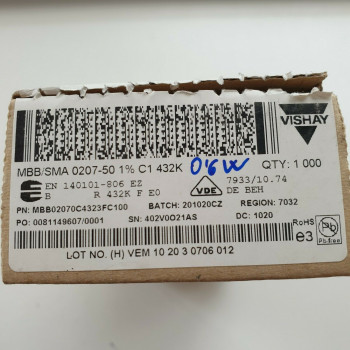 VISHAY
MBB/SMA 0207-50 1% C1 432K 0'6W QTY: 1 000
EN 140101-806 EZ
B R 432K F E0
VDE
7933/10.74
DE BEH
PN: MBB02070C4323FC100 BATCH: 201020CZ REGION: 7032
PO: 0081149607/0001 SN: 402V0O21AS DC: 1020
RoHS
Pb-free
e3
LOT NO. (H) VEM 10 20 3 0706 012